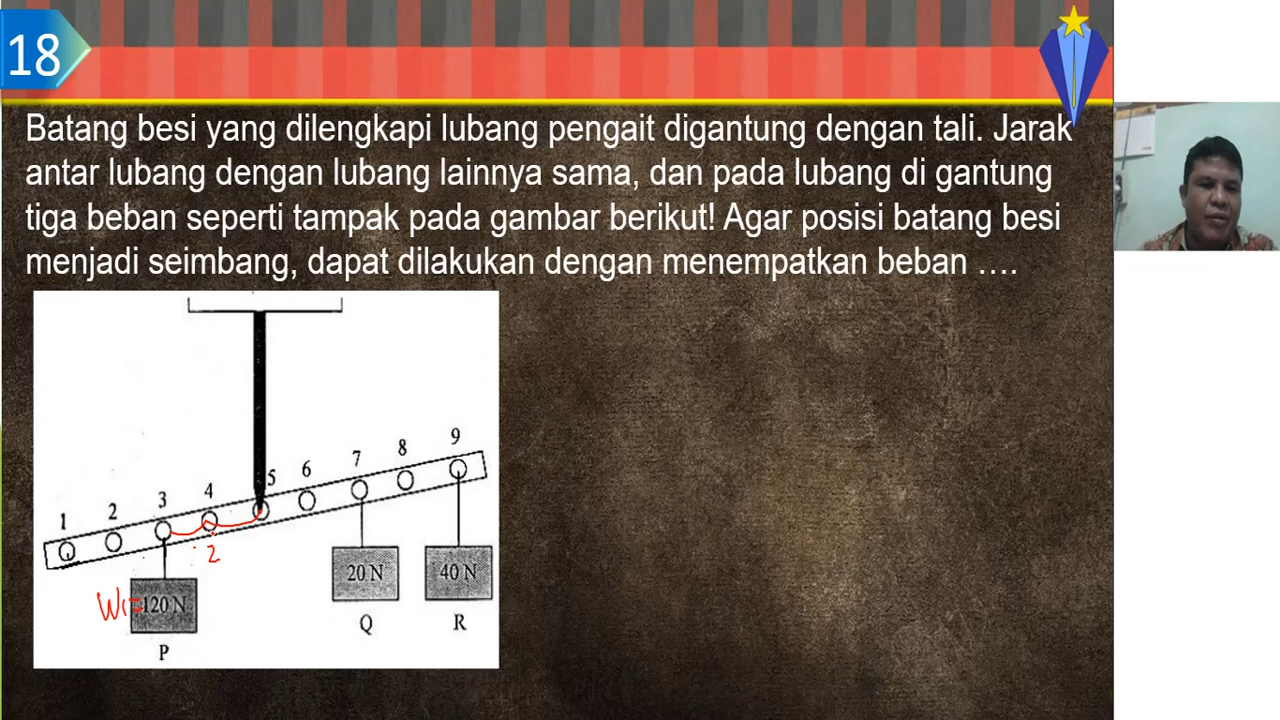 18
Batang besi yang dilengkapi lubang pengait digantung dengan tali. Jarak
antar lubang dengan lubang lainnya sama, dan pada lubang di gantung
tiga beban seperti tampak pada gambar berikut! Agar posisi batang besi
menjadi seimbang, dapat dilakukan dengan menempatkan beban ....
1 2 3 4 5 6 7 8 9
2
W1= 120 N 20 N 40 N
P Q R